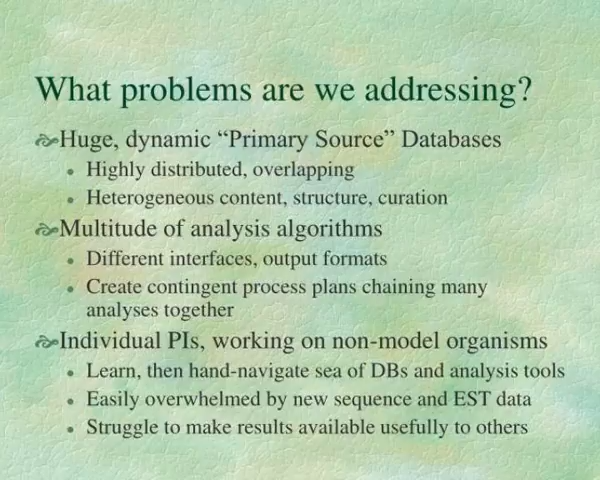 What problems are we addressing?
Huge, dynamic “Primary Source” Databases
Highly distributed, overlapping
Heterogeneous content, structure, curation
Multitude of analysis algorithms
Different interfaces, output formats
Create contingent process plans chaining many
analyses together
Individual PIs, working on non-model organisms
Learn, then hand-navigate sea of DBs and analysis tools
Easily overwhelmed by new sequence and EST data
Struggle to make results available usefully to others